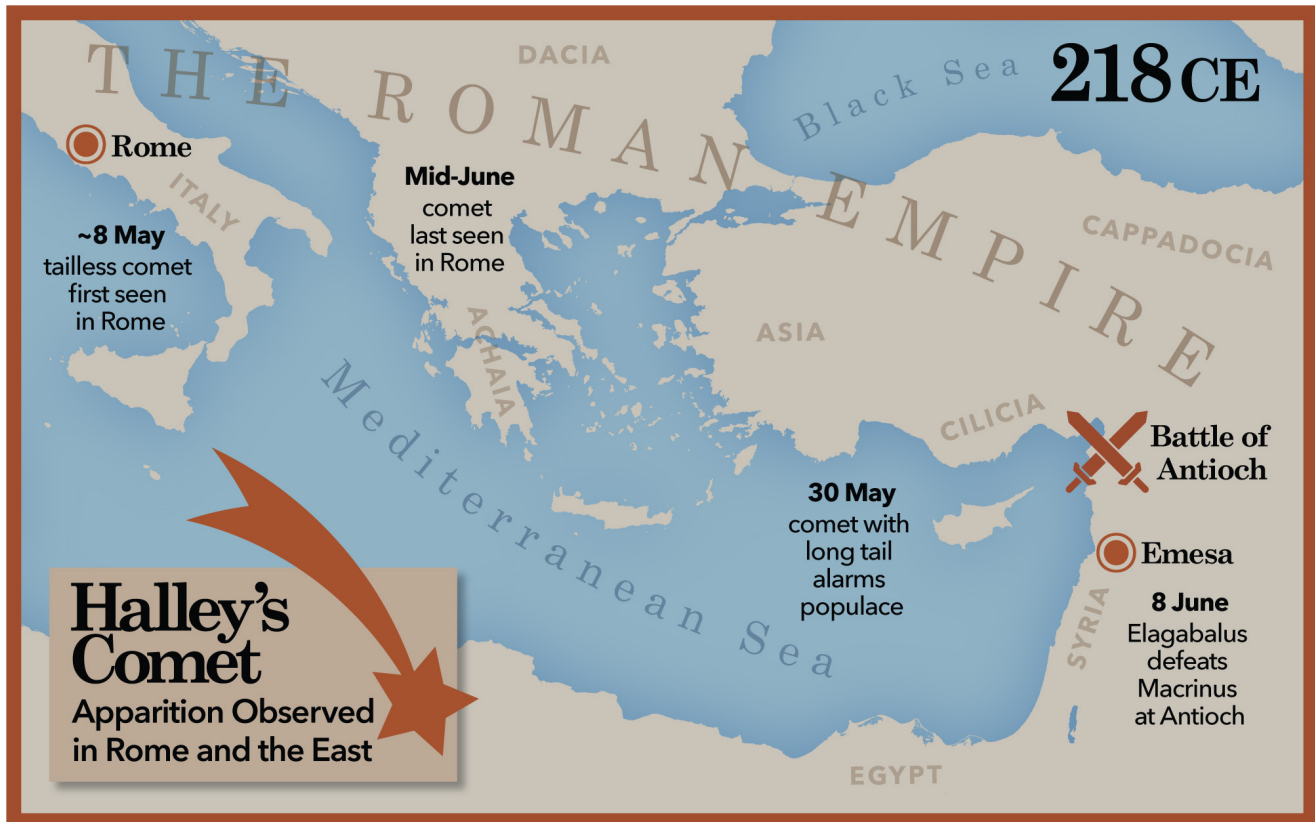 THE ROMAN EMPIRE
218 CE
DACIA
Black Sea
Rome
ITALY
~8 May
tailless comet
first seen
in Rome
Mid-June
comet
last seen
in Rome
CAPPADOCIA
ACHAIA
ASIA
CILICIA
Mediterranean Sea
Battle of
Antioch
30 May
comet with
long tail
alarms
populace
Emesa
SYRIA
8 June
Elagabalus
defeats
Macrinus
at Antioch
Halley's
Comet
Apparition Observed
in Rome and the East
EGYPT